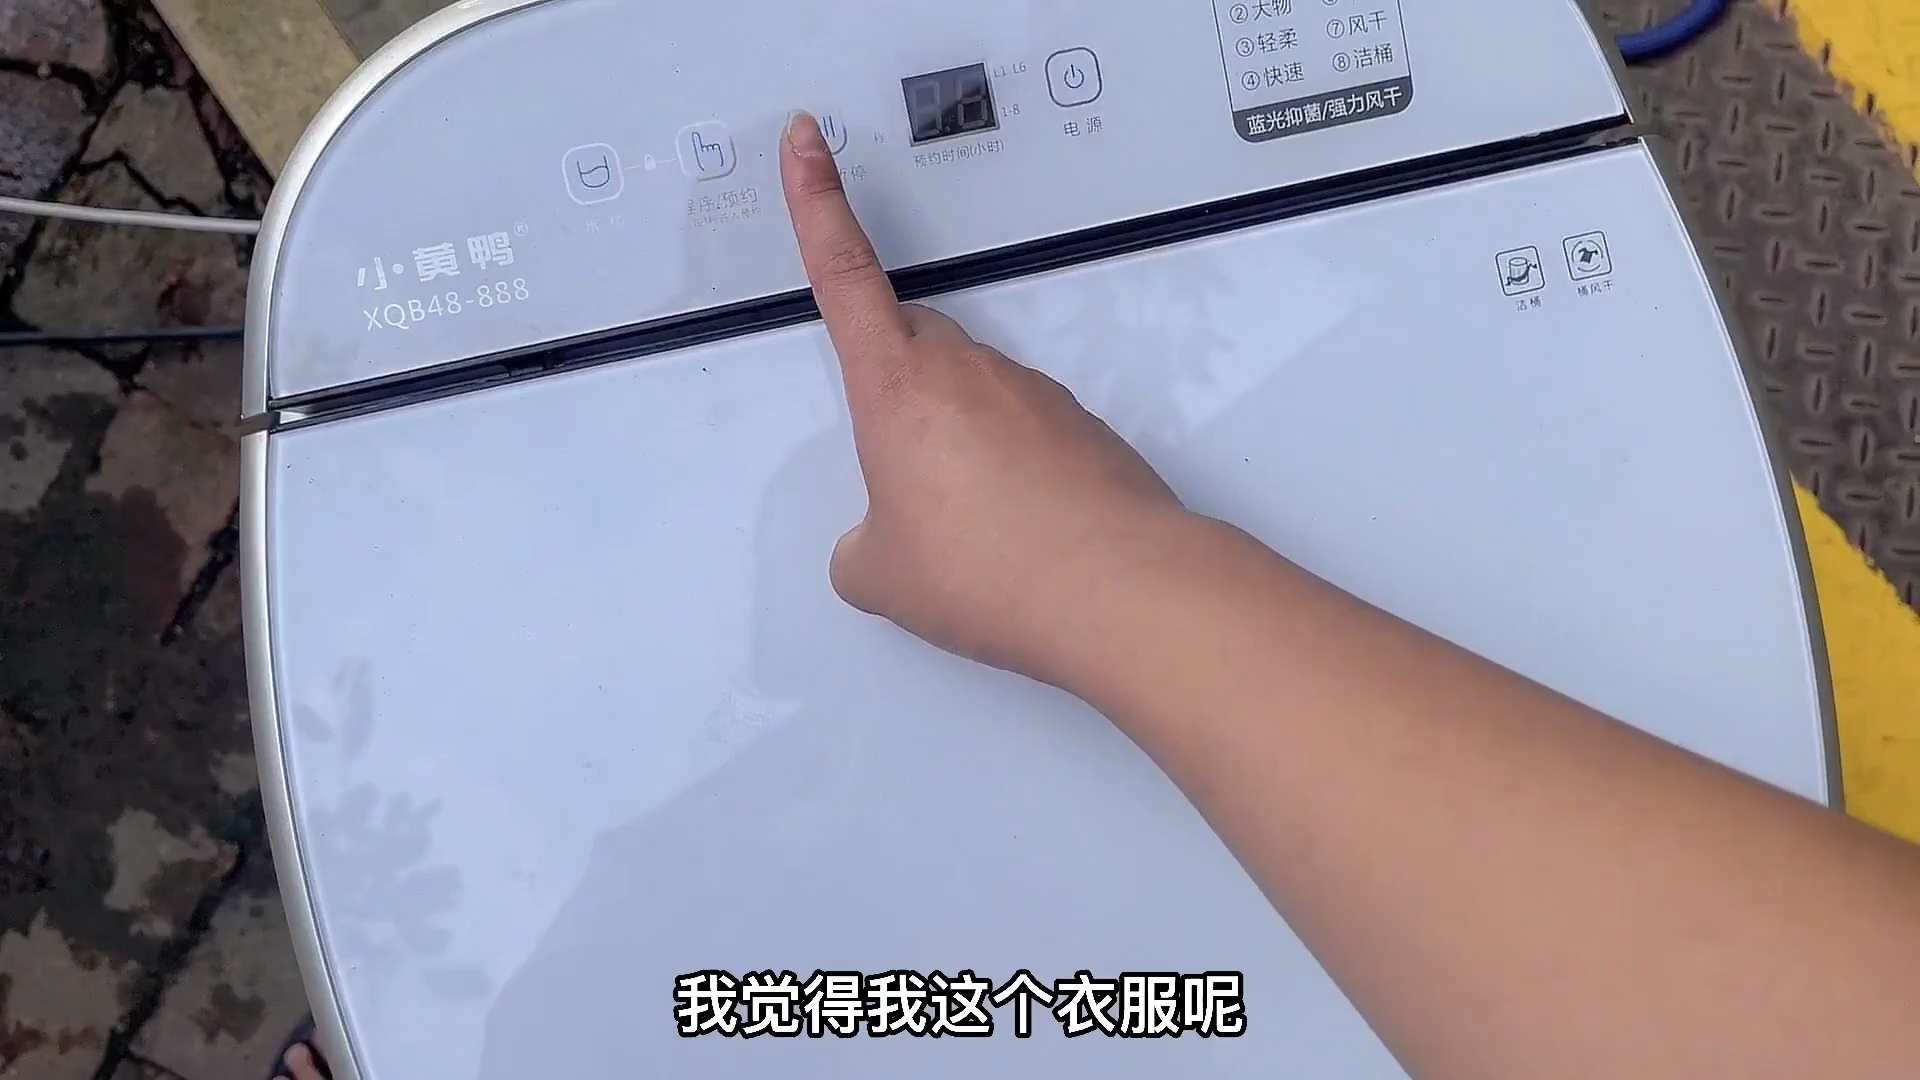 ②大物
③轻柔
⑦风干
④快速
⑧洁桶
蓝光抑菌/强力风干
L1 L6
1-8
电源
预约时间(小时)
程序/预约
小黄鸭®
XQB48-888
洁桶
桶风干
我觉得我这个衣服呢